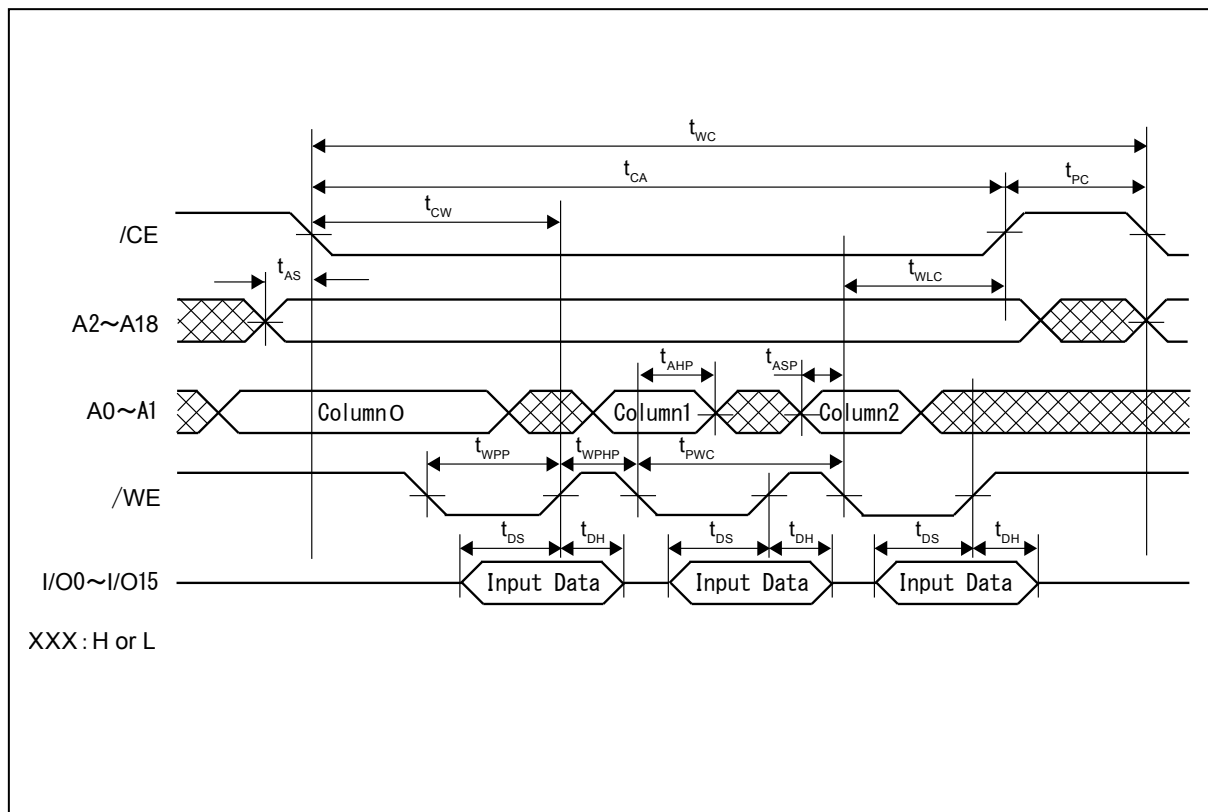 tWC
tCA
tPC
tCW
/CE
tAS
tWLC
A2～A18
tAHP
tASP
A0～A1
Column0
Column1
Column2
tWPP
tWPHP
tPWC
/WE
tDS
tDH
tDS
tDH
tDS
tDH
I/O0～I/O15
Input Data
Input Data
Input Data
XXX : H or L